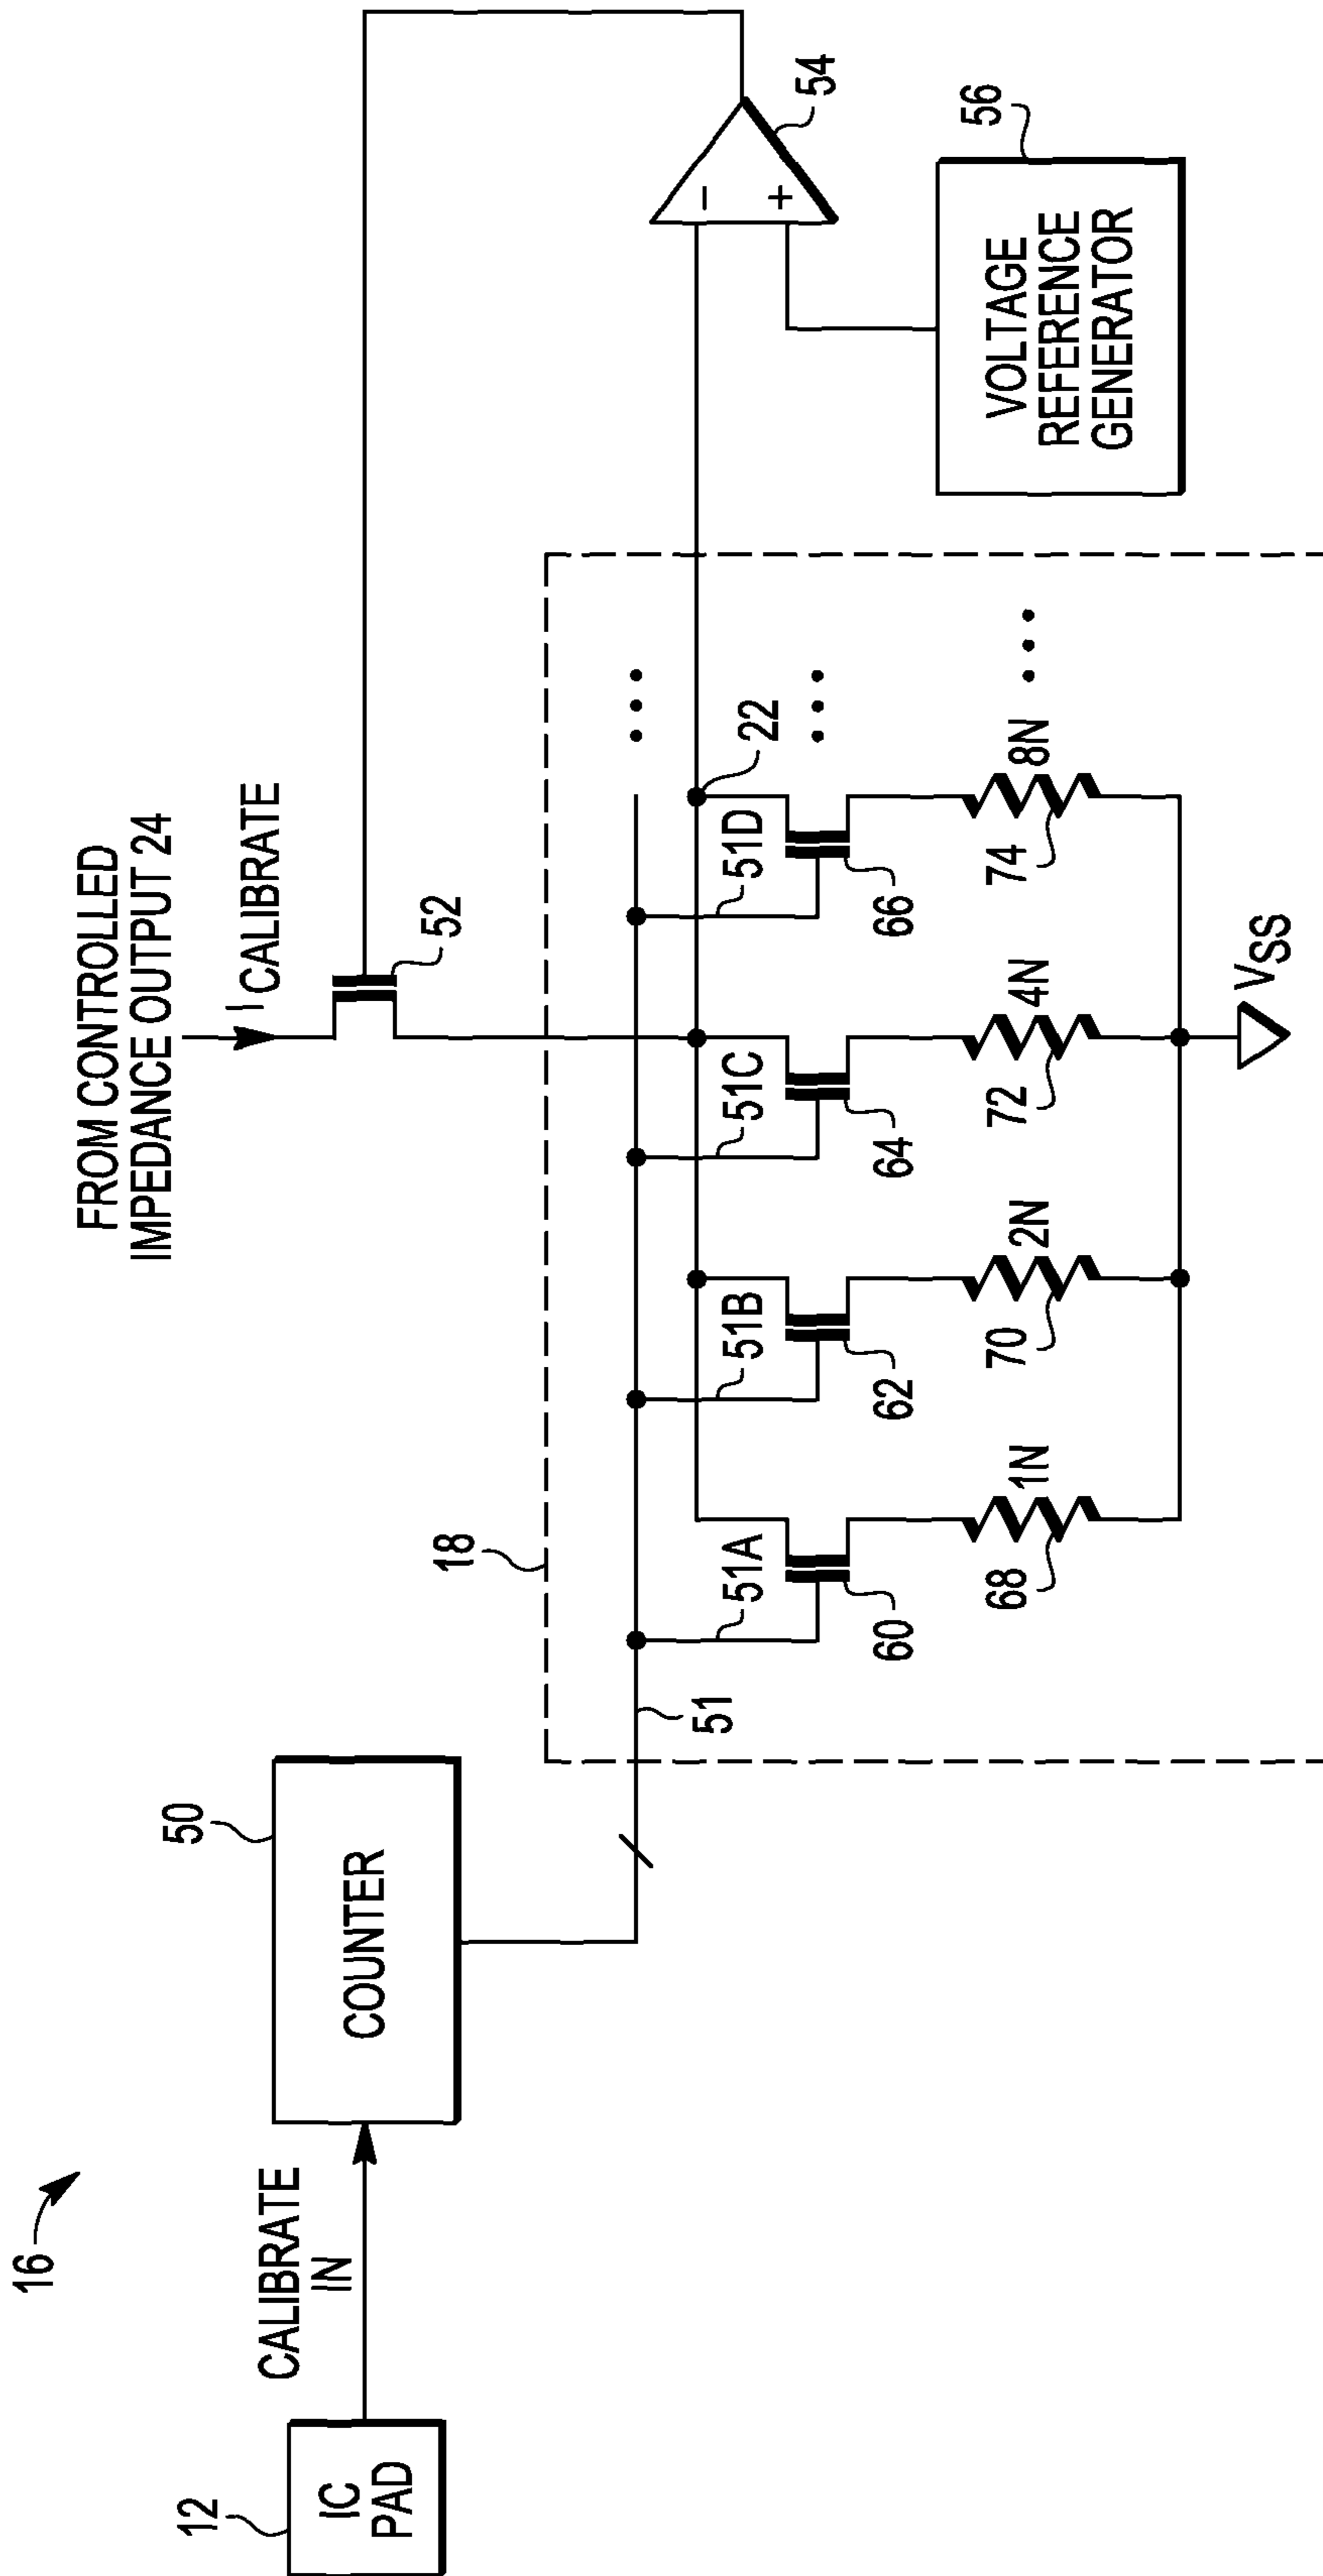 16
12
IC
PAD
CALIBRATE
IN
50
COUNTER
51
18
FROM CONTROLLED
IMPEDANCE OUTPUT 24
I CALIBRATE
52
51A
51B
51C
51D
22
60
62
64
66
1N
2N
4N
8N
68
70
72
74
VSS
54
−
+
56
VOLTAGE
REFERENCE
GENERATOR